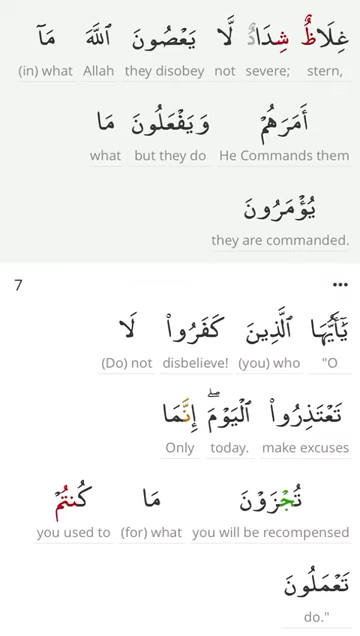 غِلَاظٌ شِدَادٌ لَّا يَعْصُونَ ٱللَّهَ مَآ
(in) what Allah they disobey not severe; stern,
أَمَرَهُمْ وَيَفْعَلُونَ مَا
what but they do He Commands them
يُؤْمَرُونَ
they are commanded.
7
يَٰٓأَيُّهَا ٱلَّذِينَ كَفَرُوا۟ لَا
(Do) not disbelieve! (you) who "O
تَعْتَذِرُوا۟ ٱلْيَوْمَ ۖ إِنَّمَا
Only today. make excuses
تُجْزَوْنَ مَا كُنتُمْ
you used to (for) what you will be recompensed
تَعْمَلُونَ
do."